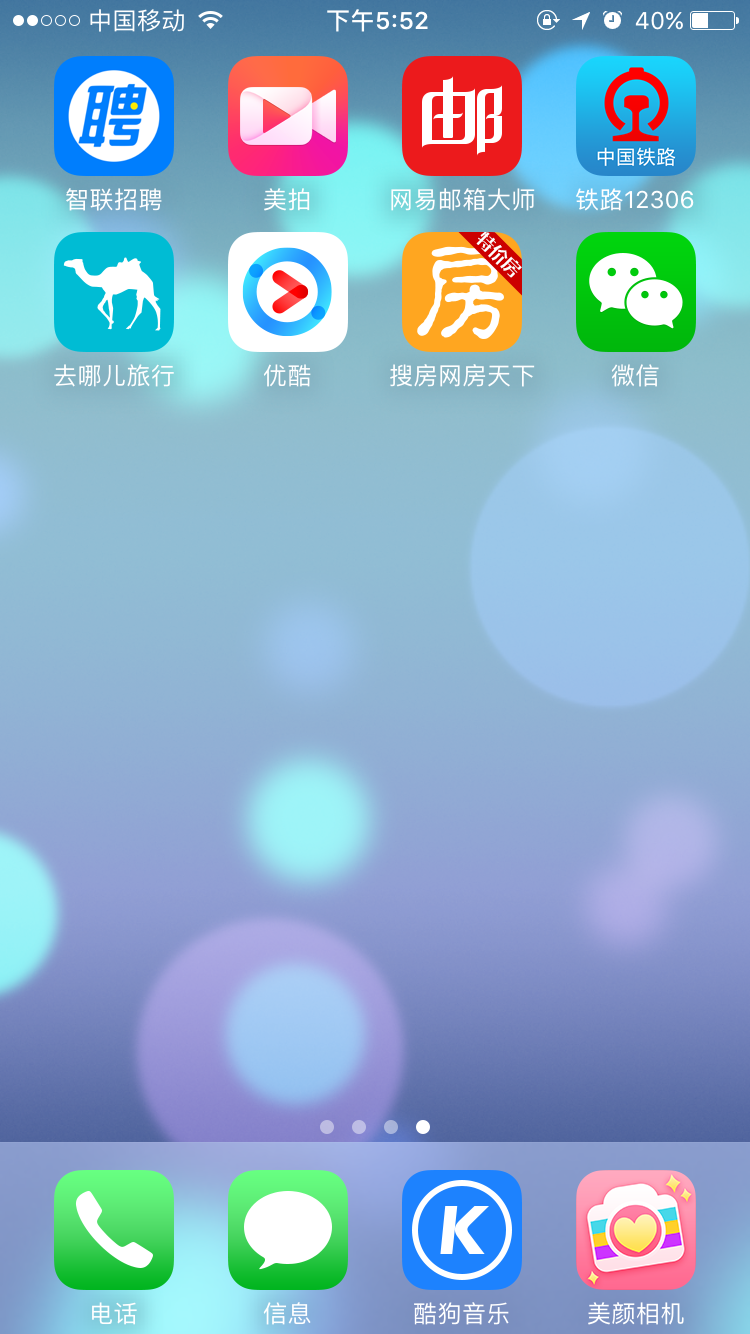 中国移动 下午5:52 40%
聘
邮
中国铁路
智联招聘 美拍 网易邮箱大师 铁路12306
房 特价房
去哪儿旅行 优酷 搜房网房天下 微信
K
电话 信息 酷狗音乐 美颜相机